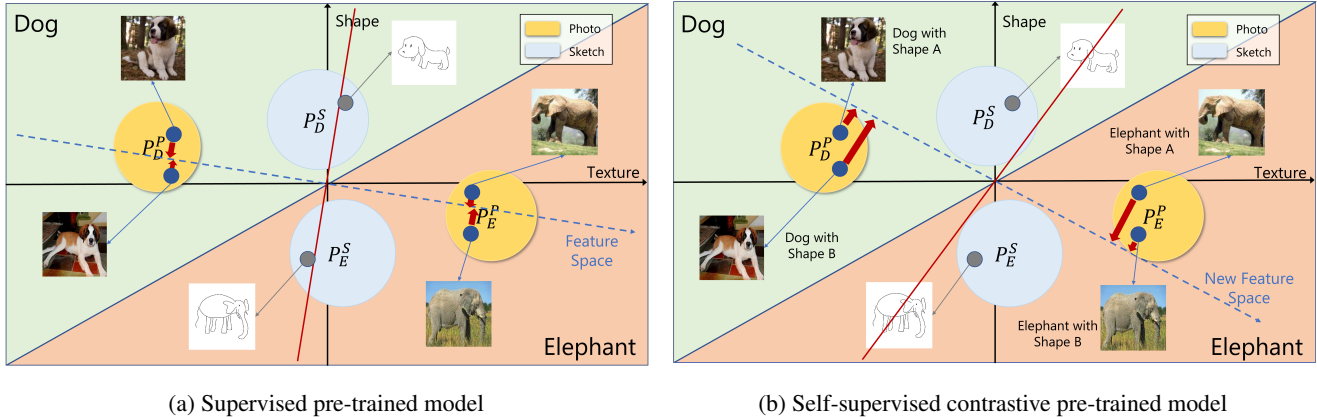 Dog
Shape
Photo
Sketch
Dog with
Shape A
Elephant with
Shape A
Texture
Feature
Space
Elephant
P_D^P
P_D^S
P_E^S
P_E^P
(a) Supervised pre-trained model
Dog
Shape
Photo
Sketch
P_D^P
P_D^S
P_E^S
P_E^P
Texture
Dog with
Shape B
New Feature
Space
Elephant with
Shape B
Elephant
(b) Self-supervised contrastive pre-trained model